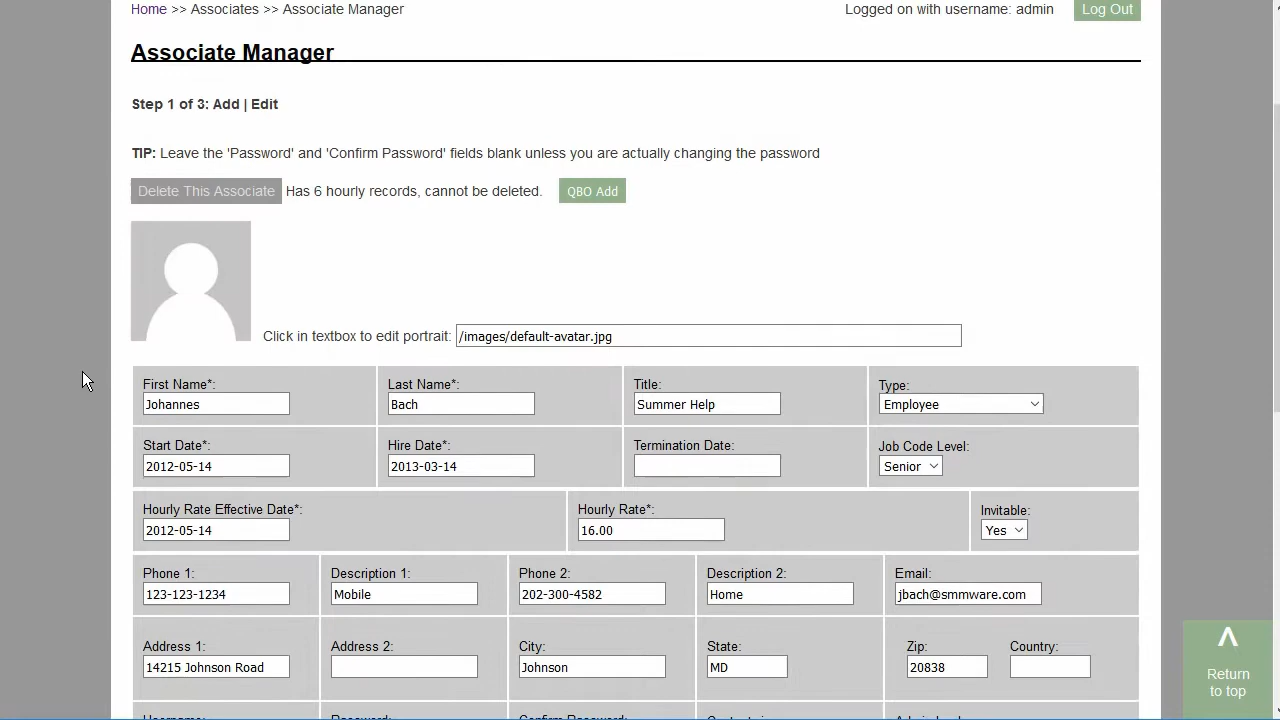 Home >> Associates >> Associate Manager
Logged on with username: admin
Log Out
Associate Manager
Step 1 of 3: Add | Edit
TIP: Leave the 'Password' and 'Confirm Password' fields blank unless you are actually changing the password
Delete This Associate Has 6 hourly records, cannot be deleted. QBO Add
Click in textbox to edit portrait: /images/default-avatar.jpg
First Name*: Last Name*: Title: Type:
Johannes Bach Summer Help Employee
Start Date*: Hire Date*: Termination Date: Job Code Level:
2012-05-14 2013-03-14 Senior
Hourly Rate Effective Date*: Hourly Rate*: Invitable:
2012-05-14 16.00 Yes
Phone 1: Description 1: Phone 2: Description 2: Email:
123-123-1234 Mobile 202-300-4582 Home jbach@smmware.com
Address 1: Address 2: City: State: Zip: Country:
14215 Johnson Road Johnson MD 20838
^
Return
to top